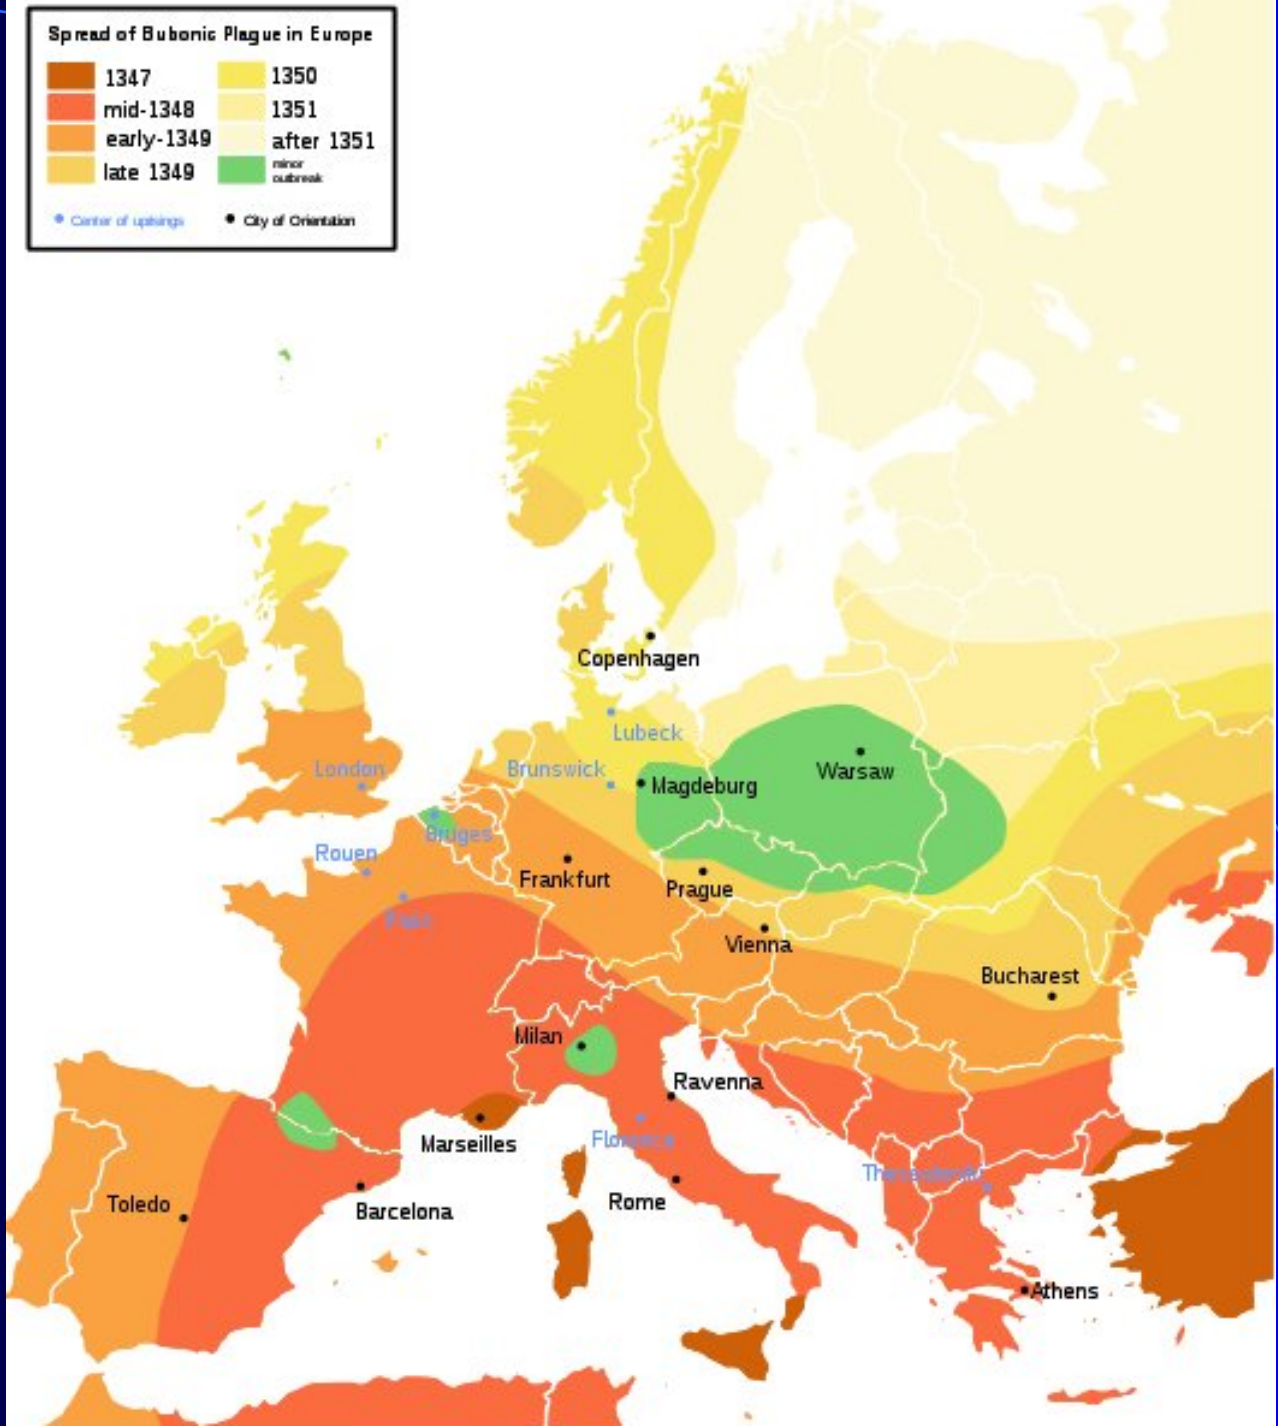 Spread of Bubonic Plague in Europe
1347
mid-1348
early-1349
late 1349
1350
1351
after 1351
minor
outbreak
Center of uprisings
City of Orientation
Copenhagen
Lubeck
London
Brunswick
Magdeburg
Warsaw
Bruges
Rouen
Frankfurt
Prague
Paris
Vienna
Bucharest
Milan
Ravenna
Marseilles
Florence
Toledo
Barcelona
Rome
Athens